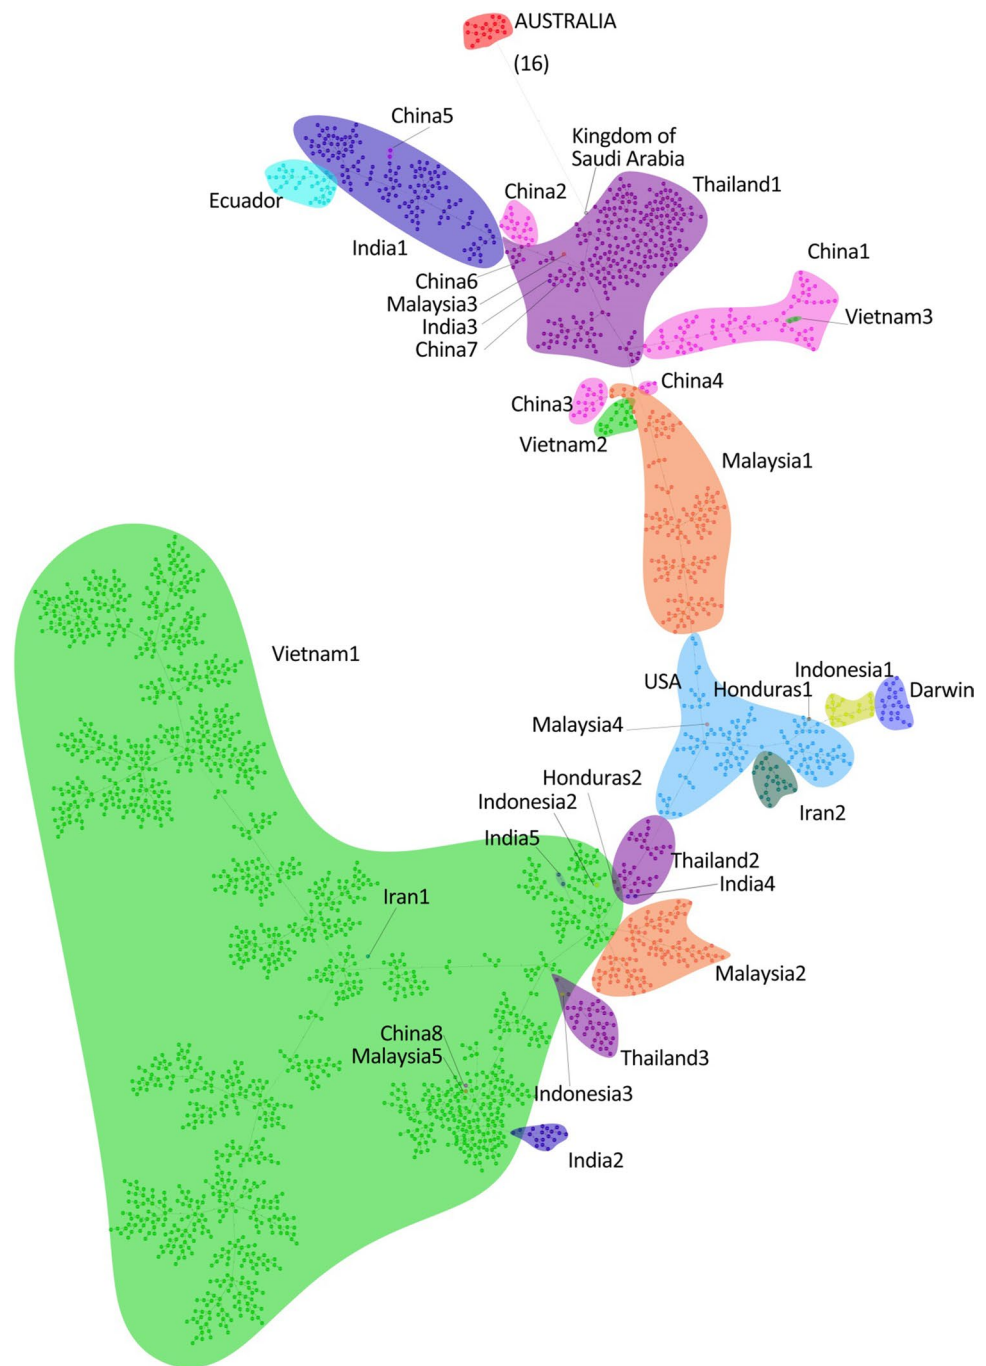 AUSTRALIA
(16)
China5
Kingdom of
Saudi Arabia
Thailand1
China2
Ecuador
India1
China1
China6
Malaysia3
India3
China7
Vietnam3
China4
China3
Vietnam2
Malaysia1
Vietnam1
Indonesia1
USA
Honduras1
Darwin
Malaysia4
Honduras2
Indonesia2
India5
Iran2
Thailand2
India4
Iran1
Malaysia2
China8
Malaysia5
Thailand3
Indonesia3
India2